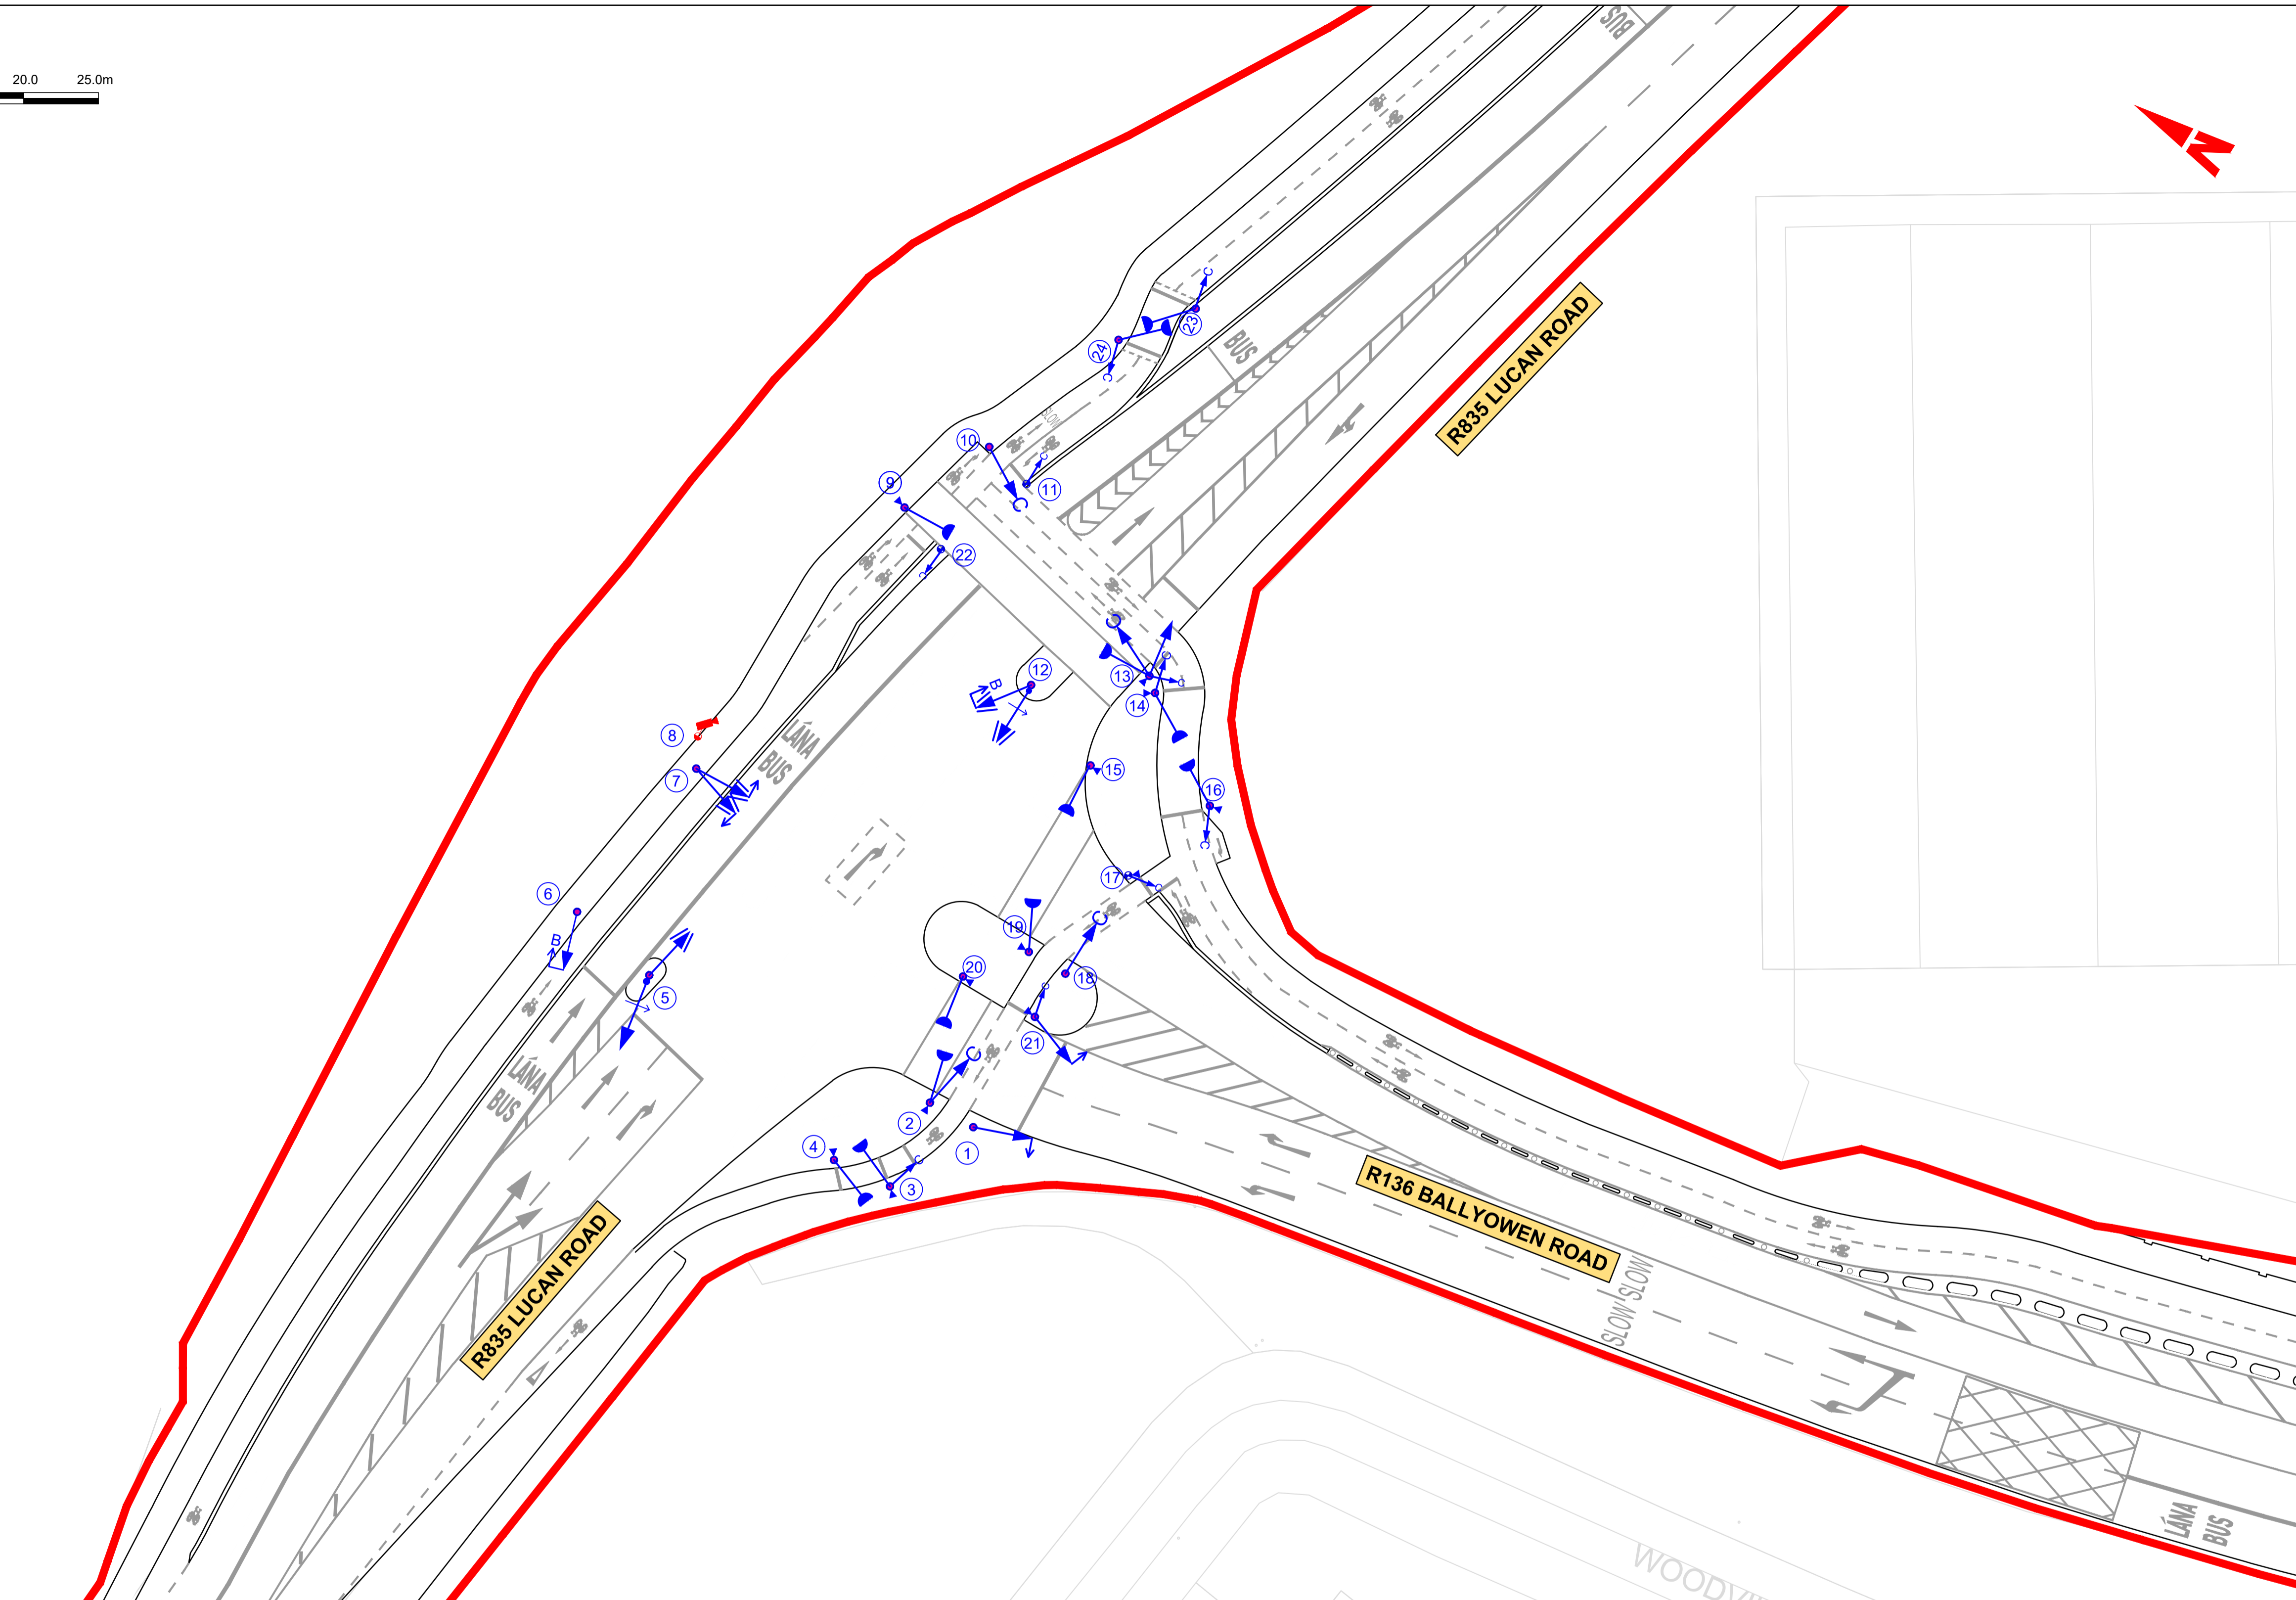 20.0 25.0m
BUS
N
R835 LUCAN ROAD
C
23
BUS
24
C
SLOW
10
C
11
C
9
22
C
12
B
13
C
C
14
LÁNA
BUS
8
7
15
16
C
6
B
17
C
19
18
C
20
5
21
C
C
LÁNA
BUS
2
4
1
3
C
R835 LUCAN ROAD
R136 BALLYOWEN ROAD
SLOW SLOW
LÁNA
BUS